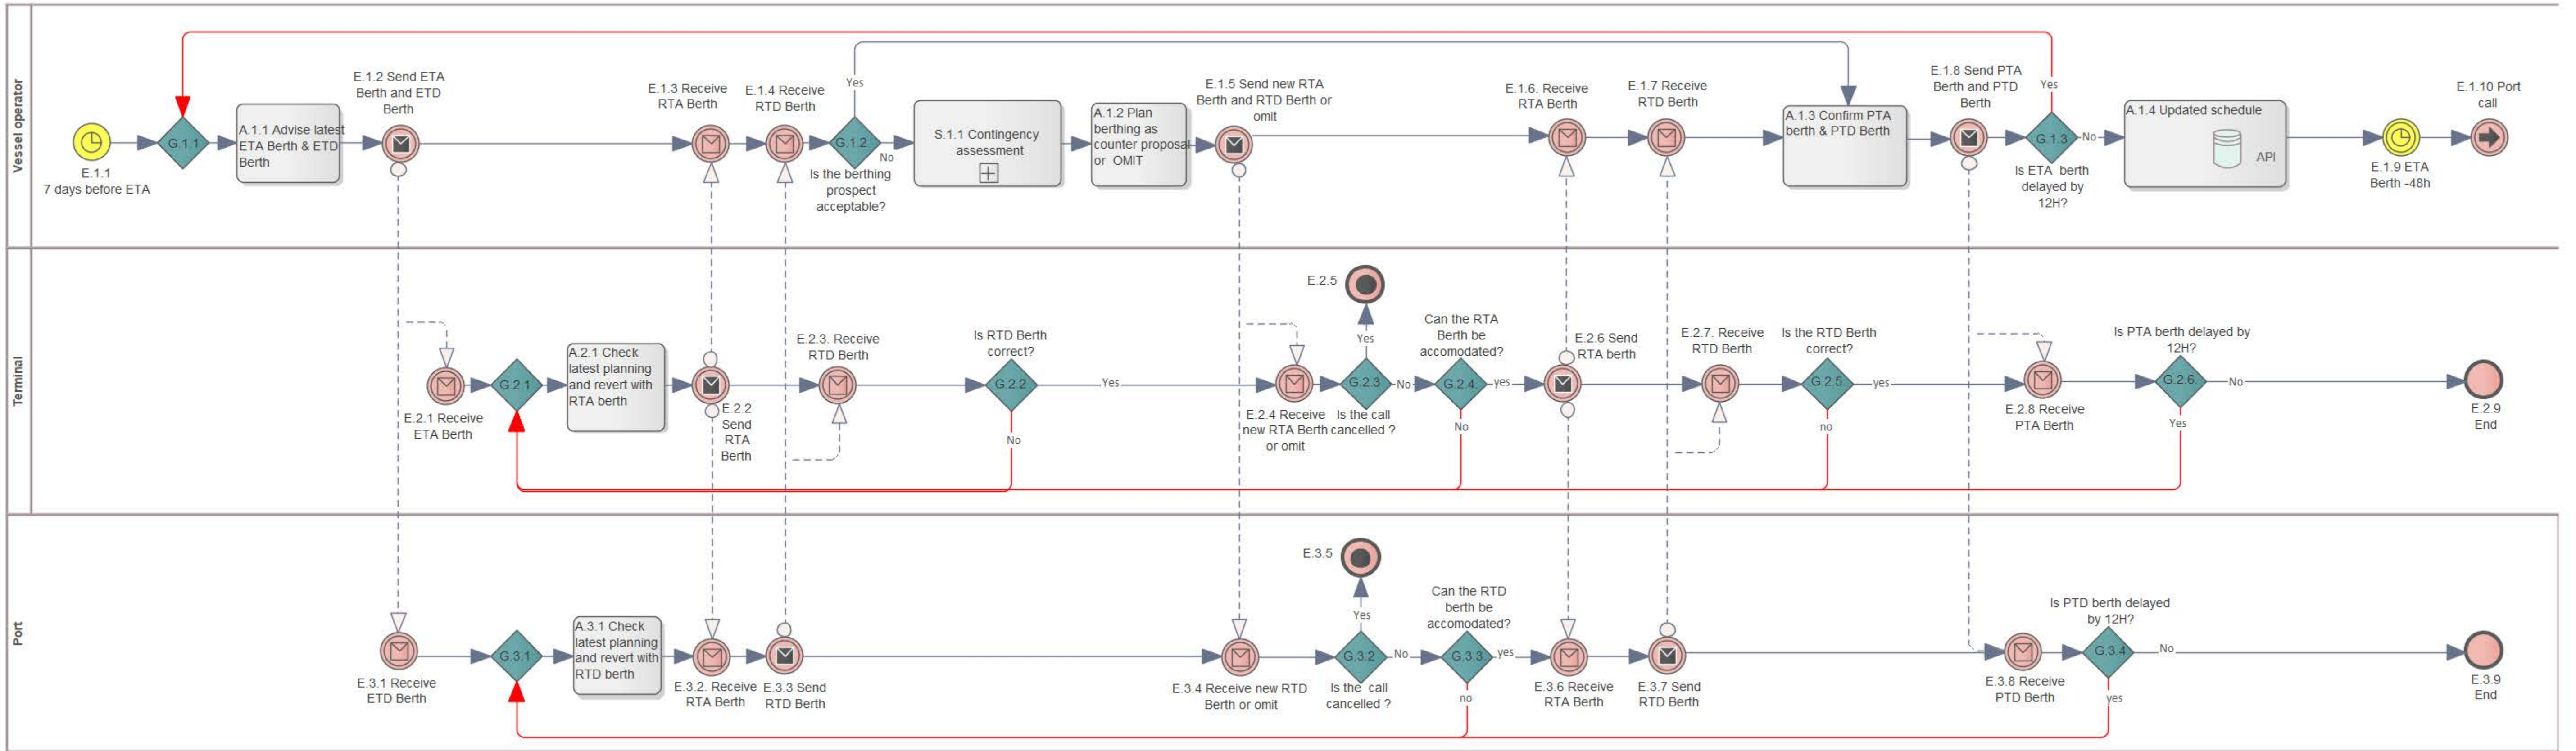 Vessel operator
E.1.1
7 days before ETA
G.1.1
A.1.1 Advise latest
ETA Berth & ETD
Berth
E.1.2 Send ETA
Berth and ETD
Berth
E.1.3 Receive
RTA Berth
E.1.4 Receive
RTD Berth
Yes
G.1.2
No
Is the berthing
prospect
acceptable?
S.1.1 Contingency
assessment
A.1.2 Plan
berthing as
counter proposal
or OMIT
E.1.5 Send new RTA
Berth and RTD Berth or
omit
E.1.6. Receive
RTA Berth
E.1.7 Receive
RTD Berth
A.1.3 Confirm PTA
berth & PTD Berth
E.1.8 Send PTA
Berth and PTD
Berth
Yes
G.1.3
No
Is ETA berth
delayed by
12H?
A.1.4 Updated schedule
API
E.1.9 ETA
Berth -48h
E.1.10 Port
call
Terminal
E.2.1 Receive
ETA Berth
G.2.1
A.2.1 Check
latest planning
and revert with
RTA berth
E.2.2
Send
RTA
Berth
E.2.3. Receive
RTD Berth
Is RTD Berth
correct?
G.2.2
Yes
No
E.2.4 Receive
new RTA Berth
or omit
E.2.5
Yes
G.2.3
No
Is the call
cancelled ?
Can the RTA
Berth be
accomodated?
G.2.4.
yes
No
E.2.6 Send
RTA berth
E.2.7. Receive
RTD Berth
Is the RTD Berth
correct?
G.2.5.
yes
no
E.2.8 Receive
PTA Berth
Is PTA berth delayed by
12H?
G.2.6.
No
Yes
E.2.9
End
Port
E.3.1 Receive
ETD Berth
G.3.1
A.3.1 Check
latest planning
and revert with
RTD berth
E.3.2. Receive
RTA Berth
E.3.3 Send
RTD Berth
E.3.4 Receive new RTD
Berth or omit
E.3.5
Yes
G.3.2
No
Is the call
cancelled ?
Can the RTD
berth be
accomodated?
G.3.3.
yes
no
E.3.6 Receive
RTA Berth
E.3.7 Send
RTD Berth
E.3.8 Receive
PTD Berth
Is PTD berth delayed
by 12H?
G.3.4
No
yes
E.3.9
End